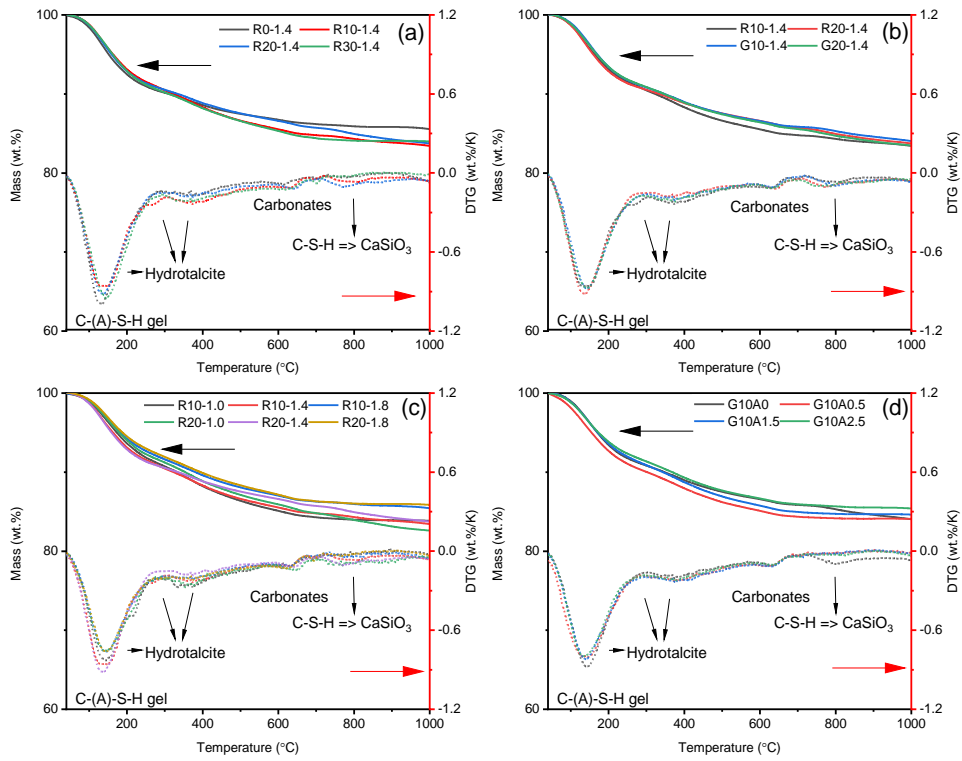 (a)
R0-1.4 R10-1.4
R20-1.4 R30-1.4
Carbonates
C-S-H => CaSiO3
Hydrotalcite
C-(A)-S-H gel
100
90
80
70
60
Mass (wt.%)
1.2
0.6
0.0
-0.6
-1.2
DTG (wt.%/K)
200 400 600 800 1000
Temperature (°C)
(b)
R10-1.4 R20-1.4
G10-1.4 G20-1.4
Carbonates
C-S-H => CaSiO3
Hydrotalcite
C-(A)-S-H gel
100
90
80
70
60
Mass (wt.%)
1.2
0.6
0.0
-0.6
-1.2
DTG (wt.%/K)
200 400 600 800 1000
Temperature (°C)
(c)
R10-1.0 R10-1.4 R10-1.8
R20-1.0 R20-1.4 R20-1.8
Carbonates
C-S-H => CaSiO3
Hydrotalcite
C-(A)-S-H gel
100
90
80
70
60
Mass (wt.%)
1.2
0.6
0.0
-0.6
-1.2
DTG (wt.%/K)
200 400 600 800 1000
Temperature (°C)
(d)
G10A0 G10A0.5
G10A1.5 G10A2.5
Carbonates
C-S-H => CaSiO3
Hydrotalcite
C-(A)-S-H gel
100
90
80
70
60
Mass (wt.%)
1.2
0.6
0.0
-0.6
-1.2
DTG (wt.%/K)
200 400 600 800 1000
Temperature (°C)